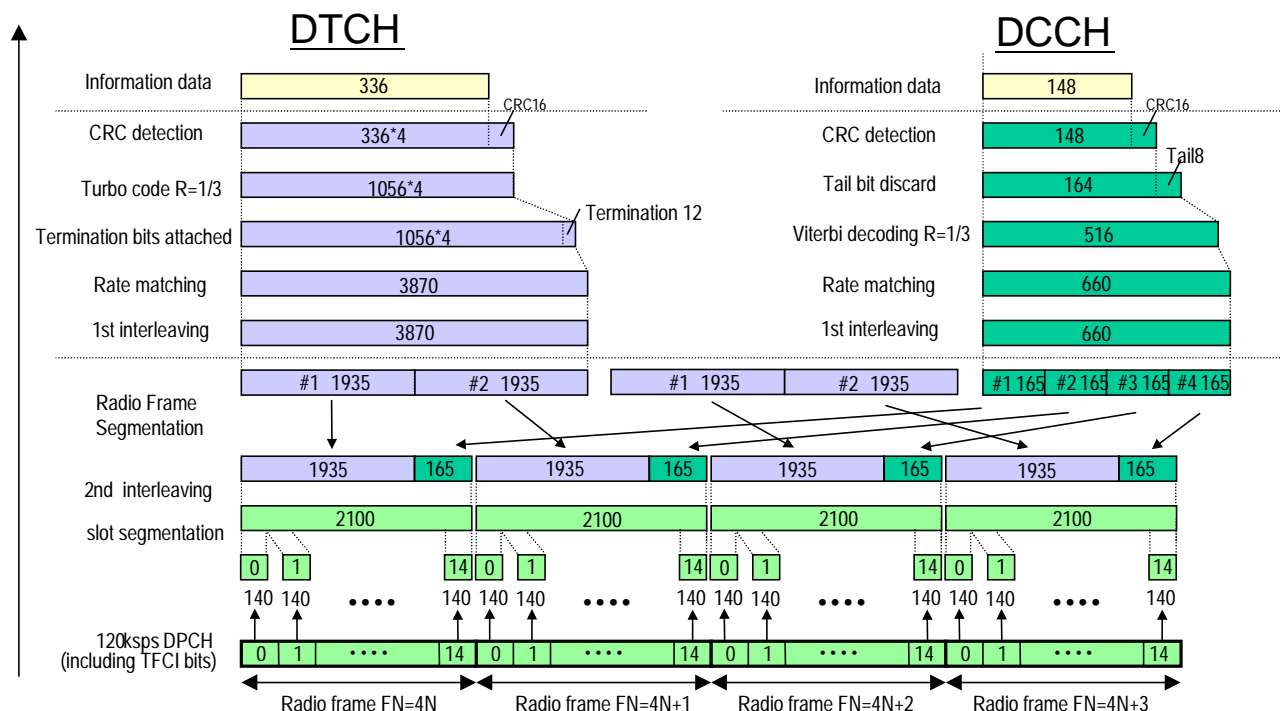 DTCH DCCH
Information data 336 Information data 148
CRC16 CRC16
CRC detection 336*4 CRC detection 148
Tail8
Turbo code R=1/3 1056*4 Tail bit discard 164
Termination 12
Termination bits attached 1056*4 Viterbi decoding R=1/3 516
Rate matching 3870 Rate matching 660
1st interleaving 3870 1st interleaving 660
#1 1935 #2 1935 #1 1935 #2 1935 #1 165 #2 165 #3 165 #4 165
Radio Frame
Segmentation
1935 165 1935 165 1935 165 1935 165
2nd interleaving
2100 2100 2100 2100
slot segmentation
0 1 14 0 1 14 0 1 14 0 1 14
140 140 •••• 140 140 140 •••• 140 140 140 •••• 140 140 140 •••• 140
120ksps DPCH
(including TFCI bits)
0 1 •••• 14 0 1 •••• 14 0 1 •••• 14 0 1 •••• 14
Radio frame FN=4N Radio frame FN=4N+1 Radio frame FN=4N+2 Radio frame FN=4N+3